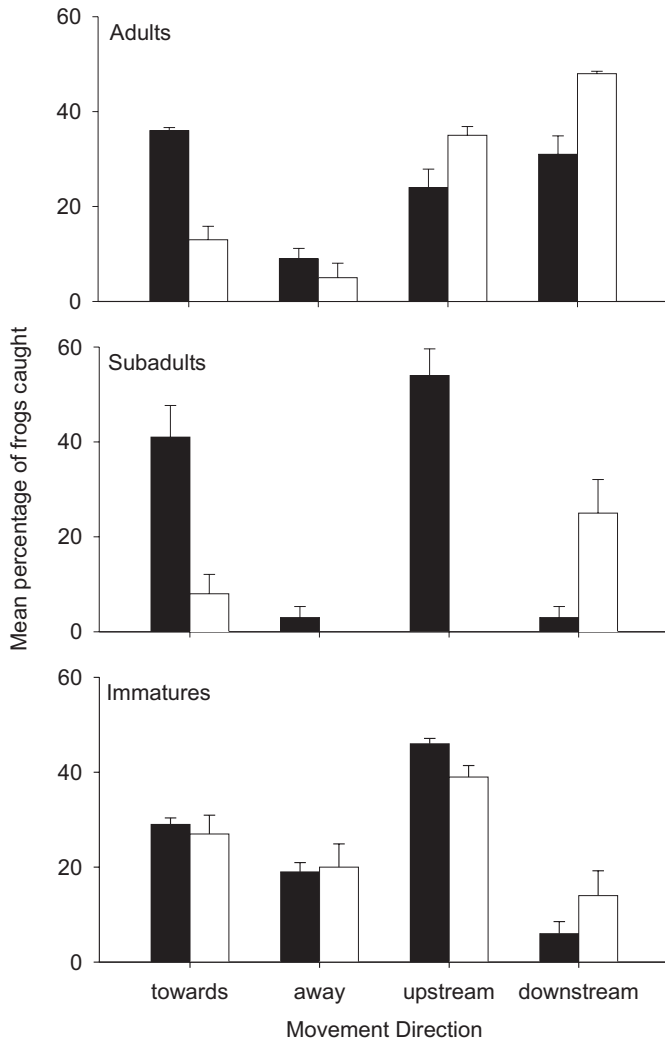 60
Adults
40
20
0
60
Subadults
40
20
0
60
Immatures
40
20
0
Mean percentage of frogs caught
towards away upstream downstream
Movement Direction